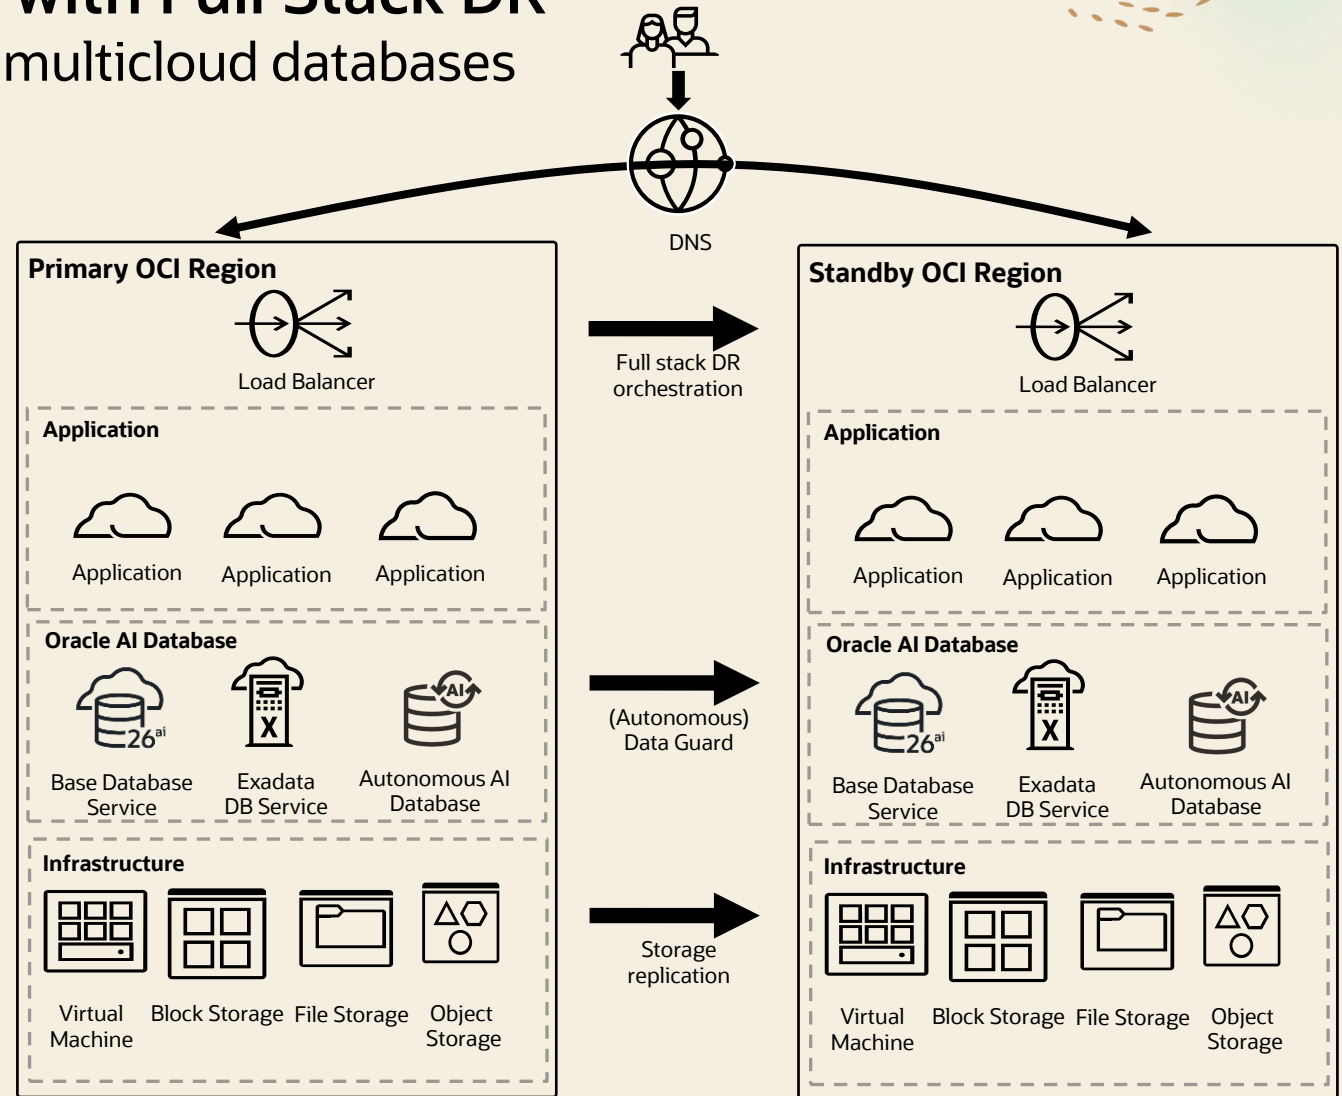 with Full Stack DR
multicloud databases
DNS
Primary OCI Region
Load Balancer
Application
Application
Application
Application
Oracle AI Database
26ai
X
AI
Base Database
Service
Exadata
DB Service
Autonomous AI
Database
Infrastructure
Virtual
Machine
Block Storage
File Storage
Object
Storage
Full stack DR
orchestration
(Autonomous)
Data Guard
Storage
replication
Standby OCI Region
Load Balancer
Application
Application
Application
Application
Oracle AI Database
26ai
X
AI
Base Database
Service
Exadata
DB Service
Autonomous AI
Database
Infrastructure
Virtual
Machine
Block Storage
File Storage
Object
Storage